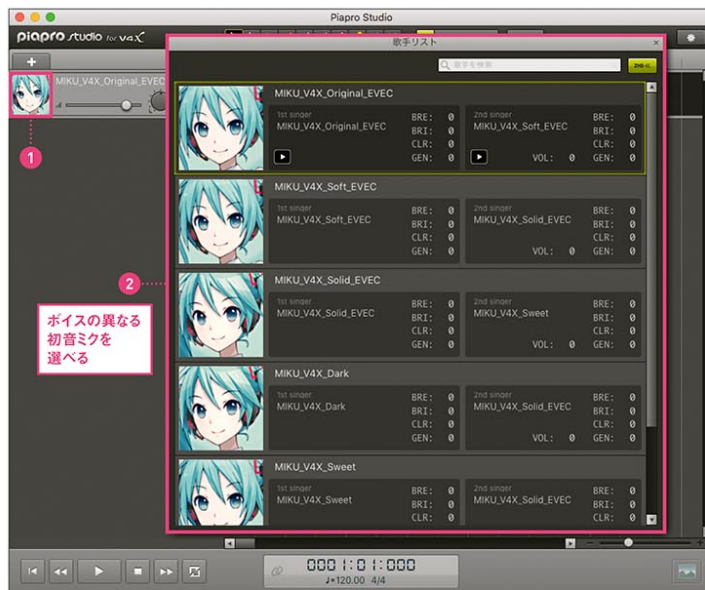 Piapro Studio
piapro studio for V4X
歌手リスト
×
+
歌手を検索
2ND
MIKU_V4X_Original_EVEC
MIKU_V4X_Original_EVEC
1st singer
MIKU_V4X_Original_EVEC
BRE: 0
BRI: 0
CLR: 0
GEN: 0
2nd singer
MIKU_V4X_Soft_EVEC
VOL: 0
BRE: 0
BRI: 0
CLR: 0
GEN: 0
1
MIKU_V4X_Soft_EVEC
1st singer
MIKU_V4X_Soft_EVEC
BRE: 0
BRI: 0
CLR: 0
GEN: 0
2nd singer
MIKU_V4X_Solid_EVEC
VOL: 0
BRE: 0
BRI: 0
CLR: 0
GEN: 0
2
ボイスの異なる
初音ミクを
選べる
MIKU_V4X_Solid_EVEC
1st singer
MIKU_V4X_Solid_EVEC
BRE: 0
BRI: 0
CLR: 0
GEN: 0
2nd singer
MIKU_V4X_Sweet
VOL: 0
BRE: 0
BRI: 0
CLR: 0
GEN: 0
MIKU_V4X_Dark
1st singer
MIKU_V4X_Dark
BRE: 0
BRI: 0
CLR: 0
GEN: 0
2nd singer
MIKU_V4X_Solid_EVEC
VOL: 0
BRE: 0
BRI: 0
CLR: 0
GEN: 0
MIKU_V4X_Sweet
1st singer
MIKU_V4X_Sweet
BRE: 0
BRI: 0
CLR: 0
2nd singer
MIKU_V4X_Solid_EVEC
BRE: 0
BRI: 0
CLR: 0
0001:01:000
♩=120.00 4/4